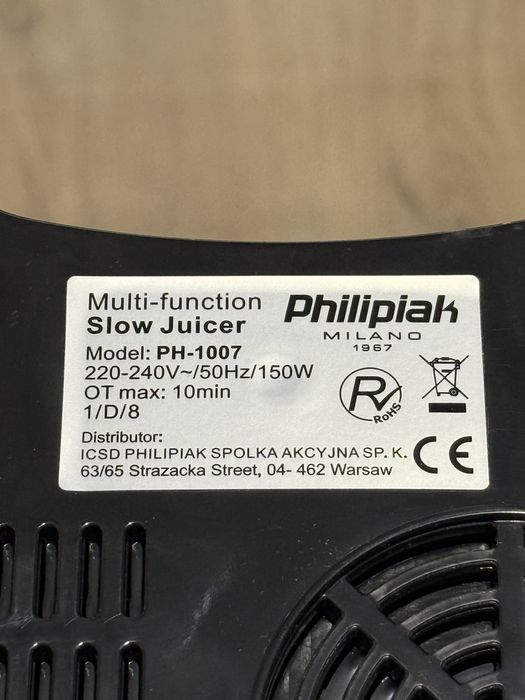 Multi-function
Slow Juicer
Philipiak
MILANO
1967
Model: PH-1007
220-240V~/50Hz/150W
OT max: 10min
1/D/8
RV
RoHS
Distributor:
ICSD PHILIPIAK SPOLKA AKCYJNA SP. K.
63/65 Strazacka Street, 04- 462 Warsaw
CE